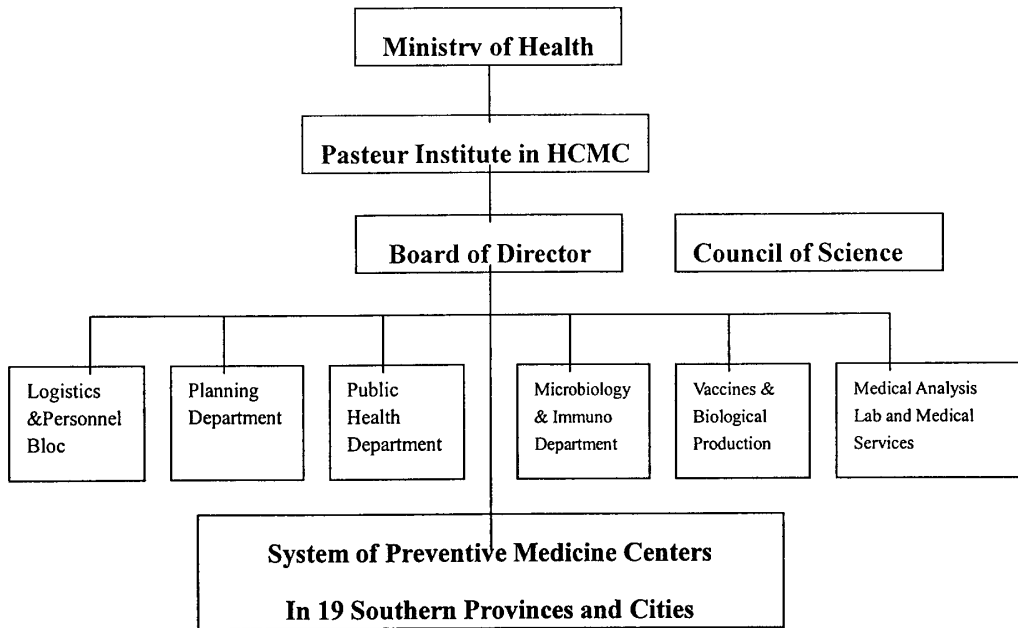 Ministry of Health
Pasteur Institute in HCMC
Board of Director
Council of Science
Logistics
&Personnel
Bloc
Planning
Department
Public
Health
Department
Microbiology
& Immuno
Department
Vaccines &
Biological
Production
Medical Analysis
Lab and Medical
Services
System of Preventive Medicine Centers
In 19 Southern Provinces and Cities